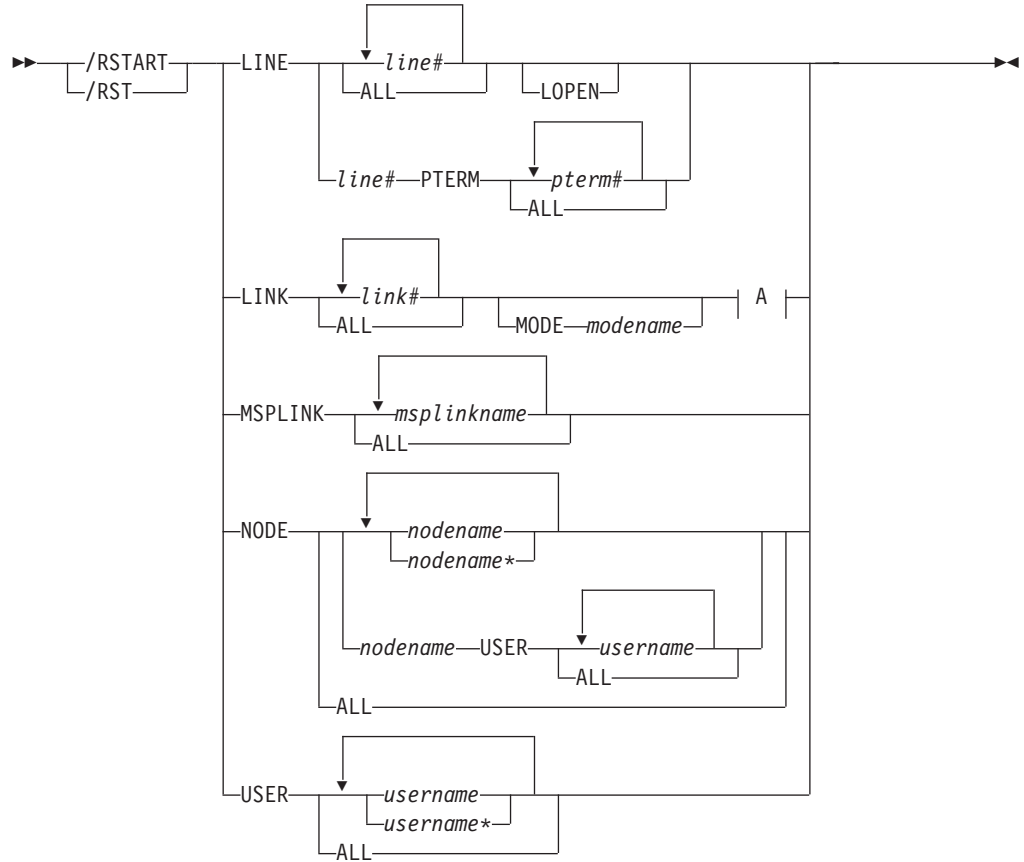 /RSTART LINE line#
/RST ALL LOPEN
line# PTERM pterm#
ALL
LINK link# A
ALL MODE modename
MSPLINK msplinkname
ALL
NODE nodename
nodename*
nodename USER username
ALL
ALL
USER username
username*
ALL